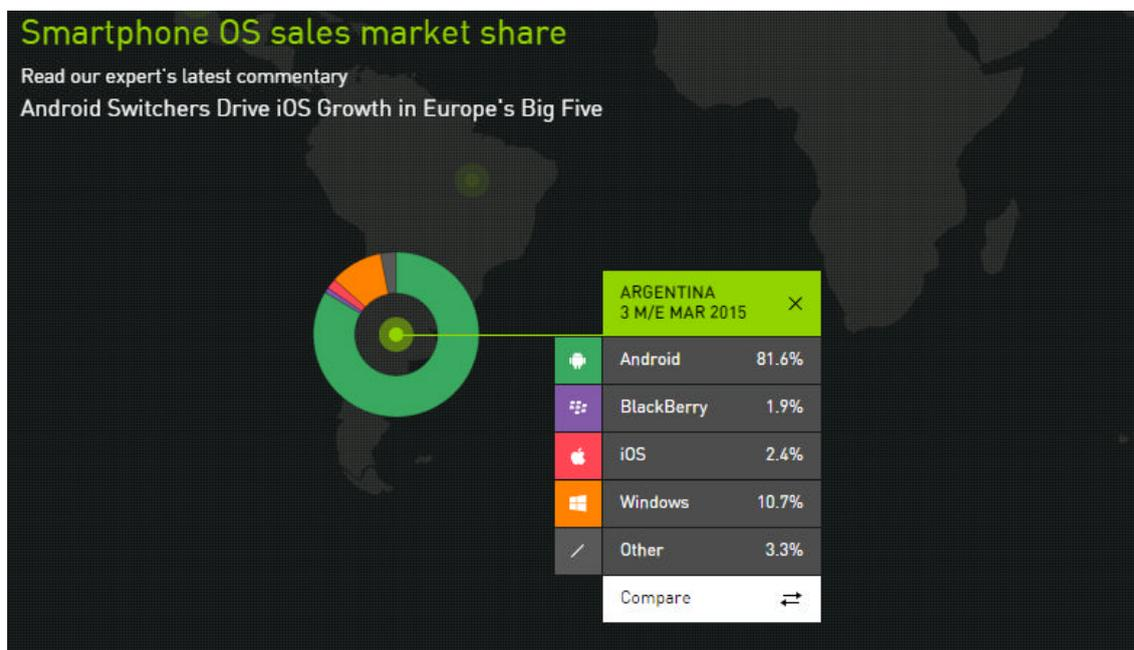 Smartphone OS sales market share
Read our expert's latest commentary
Android Switchers Drive iOS Growth in Europe's Big Five
ARGENTINA
3 M/E MAR 2015
Android 81.6%
BlackBerry 1.9%
iOS 2.4%
Windows 10.7%
Other 3.3%
Compare